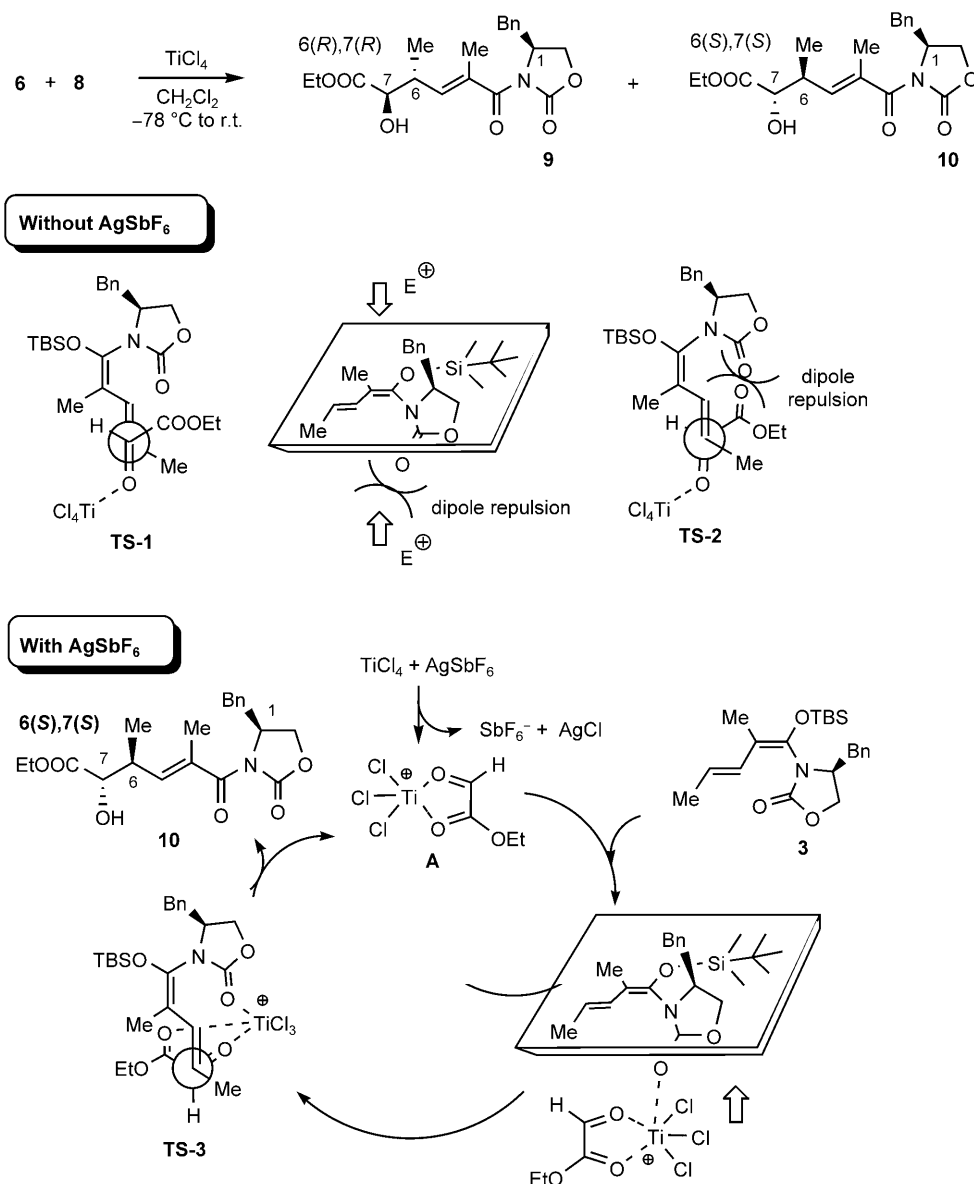 6 + 8
TiCl4
CH2Cl2
–78 °C to r.t.
6(R),7(R)
Me
Me
Bn
1
EtO2C
7
6
N
O
OH
O
O
9
+
6(S),7(S)
Me
Me
Bn
1
EtOOC
7
6
N
O
OH
O
O
10
Without AgSbF6
Bn
TBSO
N
O
O
Me
H
COOEt
Me
O
Cl4Ti
TS-1
E⊕
Bn
Si
O
Me
N
O
Me
O
dipole repulsion
E⊕
Bn
TBSO
N
O
O
dipole
repulsion
Me
O
H
OEt
Me
O
Cl4Ti
TS-2
With AgSbF6
TiCl4 + AgSbF6
SbF6– + AgCl
6(S),7(S)
Me
Me
Bn
1
EtOOC
7
6
N
O
OH
O
O
10
Cl
⊕
O
H
Cl
Ti
Cl
O
OEt
A
Me
OTBS
Bn
N
Me
O
O
3
Bn
TBSO
N
O
O
⊕
Me
O
O
TiCl3
EtO
Me
H
TS-3
Bn
Si
O
Me
N
O
Me
O
H
O
Cl
Ti
Cl
O
⊕
Cl
EtO